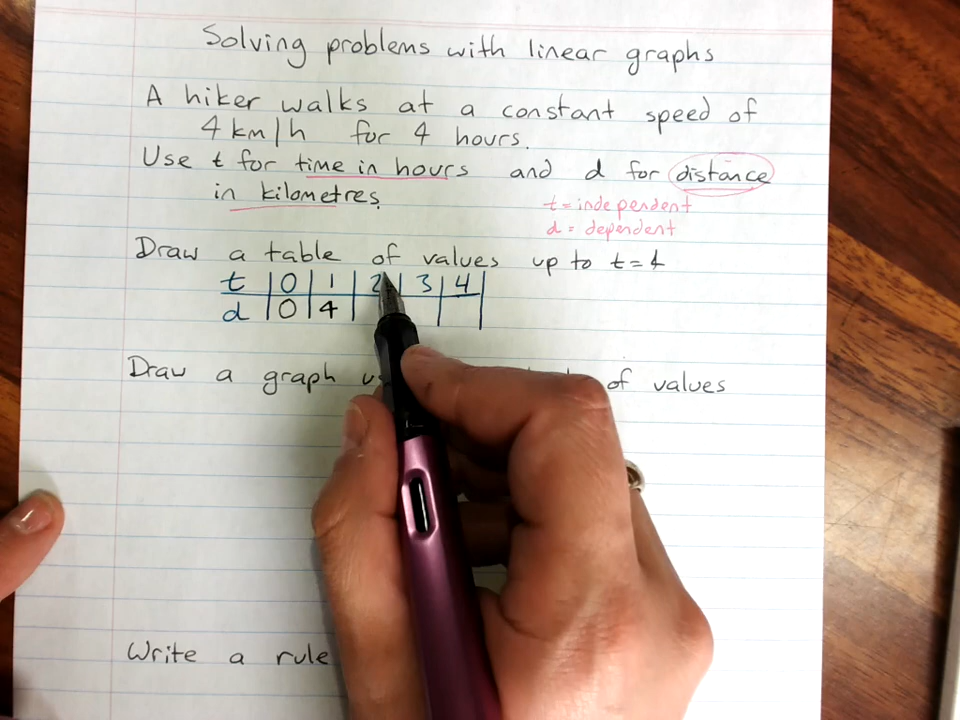 Solving problems with linear graphs
A hiker walks at a constant speed of
4 km/h for 4 hours.
Use t for time in hours and d for distance
in kilometres.
t = independent
d = dependent
Draw a table of values up to t = 4
t 0 1 2 3 4
d 0 4
Draw a graph of values
Write a rule